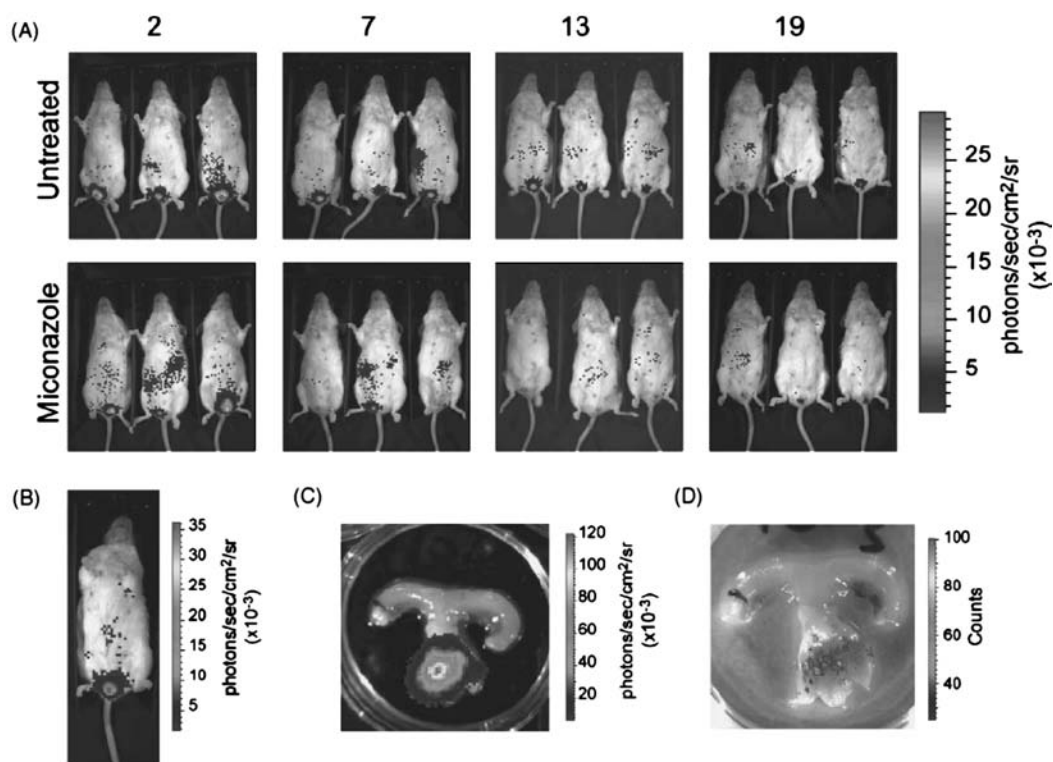 (A) 2 7 13 19
Untreated
Miconazole
25
20
15
10
5
photons/sec/cm2/sr
(x10-3)
(B)
35
30
25
20
15
10
5
photons/sec/cm2/sr
(x10-3)
(C)
120
100
80
60
40
20
photons/sec/cm2/sr
(x10-3)
(D)
100
80
60
40
Counts